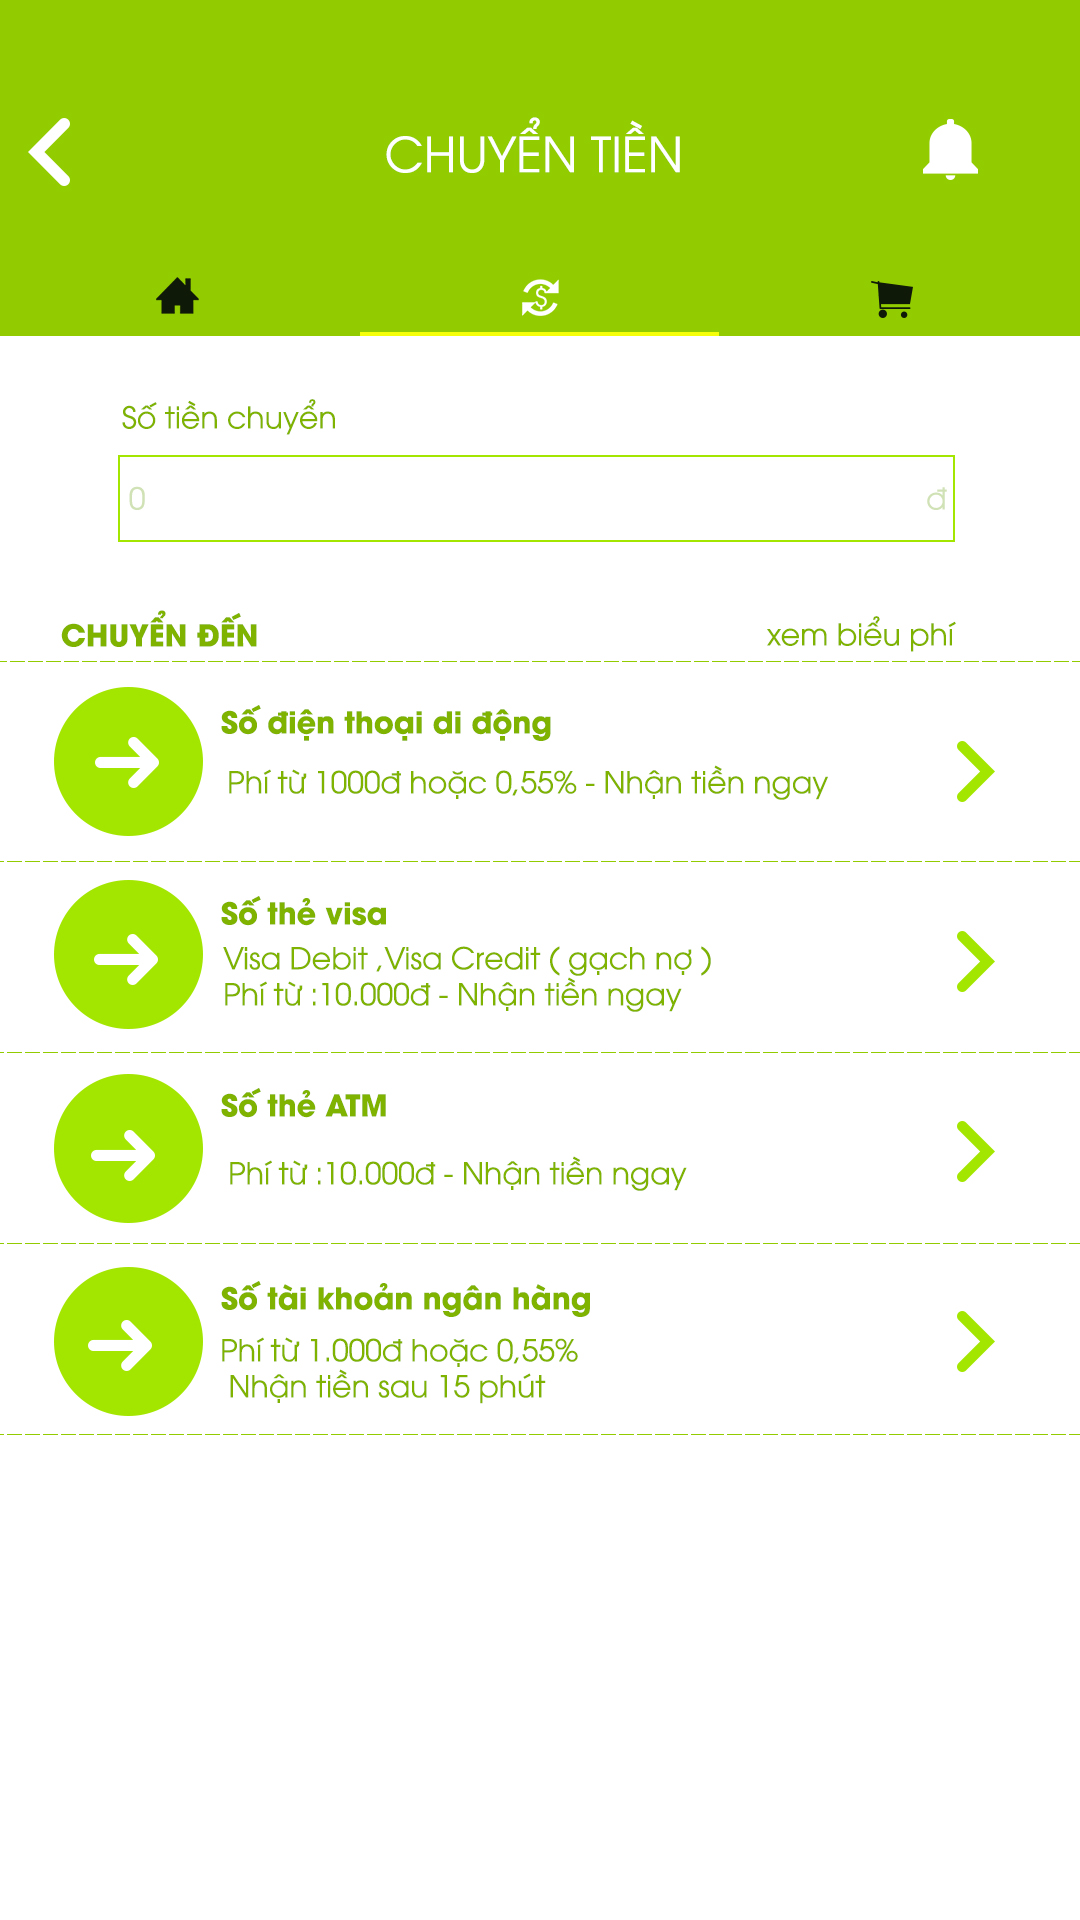 CHUYỂN TIỀN
Số tiền chuyển
0 đ
CHUYỂN ĐẾN xem biểu phí
Số điện thoại di động
Phí từ 1000đ hoặc 0,55% - Nhận tiền ngay
Số thẻ visa
Visa Debit ,Visa Credit ( gạch nợ )
Phí từ :10.000đ - Nhận tiền ngay
Số thẻ ATM
Phí từ :10.000đ - Nhận tiền ngay
Số tài khoản ngân hàng
Phí từ 1.000đ hoặc 0,55%
Nhận tiền sau 15 phút